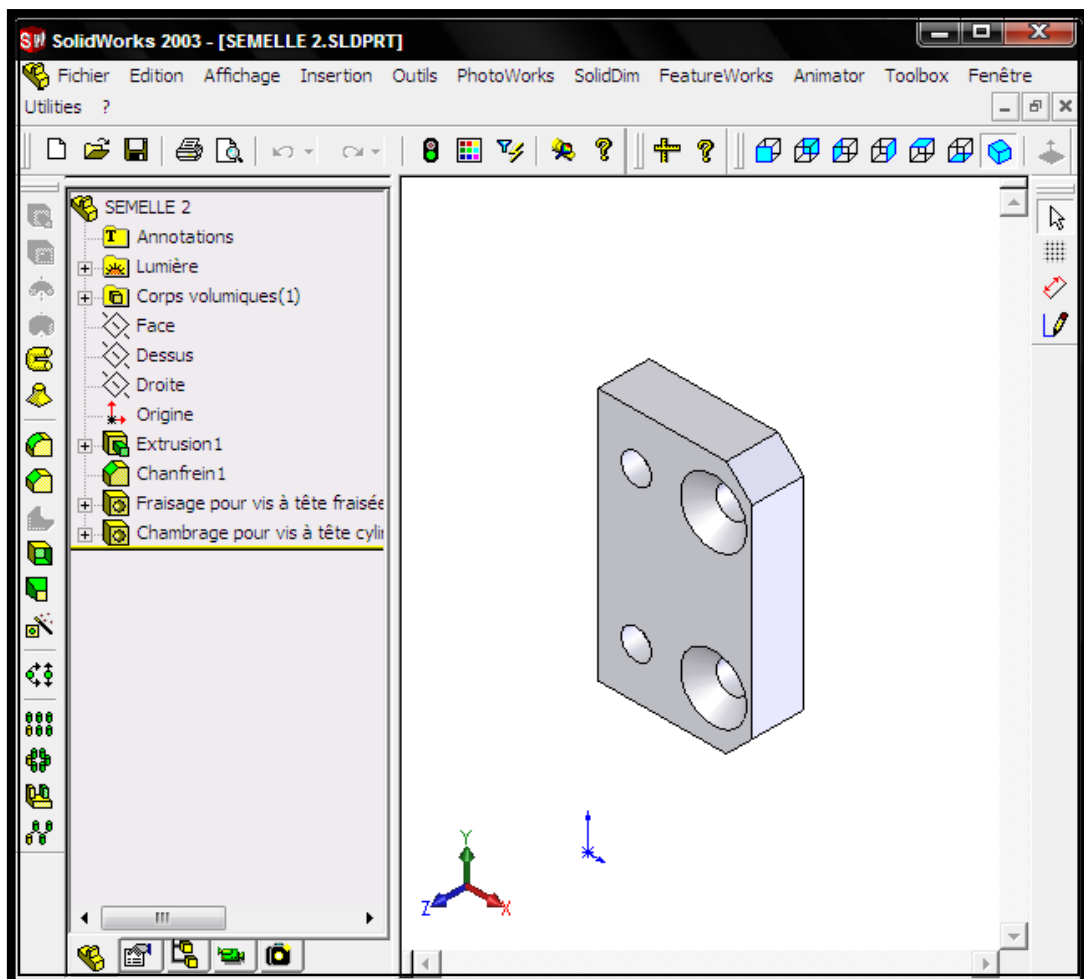 SolidWorks 2003 - [SEMELLE 2.SLDPRT]
Fichier Edition Affichage Insertion Outils PhotoWorks SolidDim FeatureWorks Animator Toolbox Fenêtre
Utilities ?
SEMELLE 2
Annotations
Lumière
Corps volumiques(1)
Face
Dessus
Droite
Origine
Extrusion1
Chanfrein1
Fraisage pour vis à tête fraisée
Chambrage pour vis à tête cyli
Y
Z X